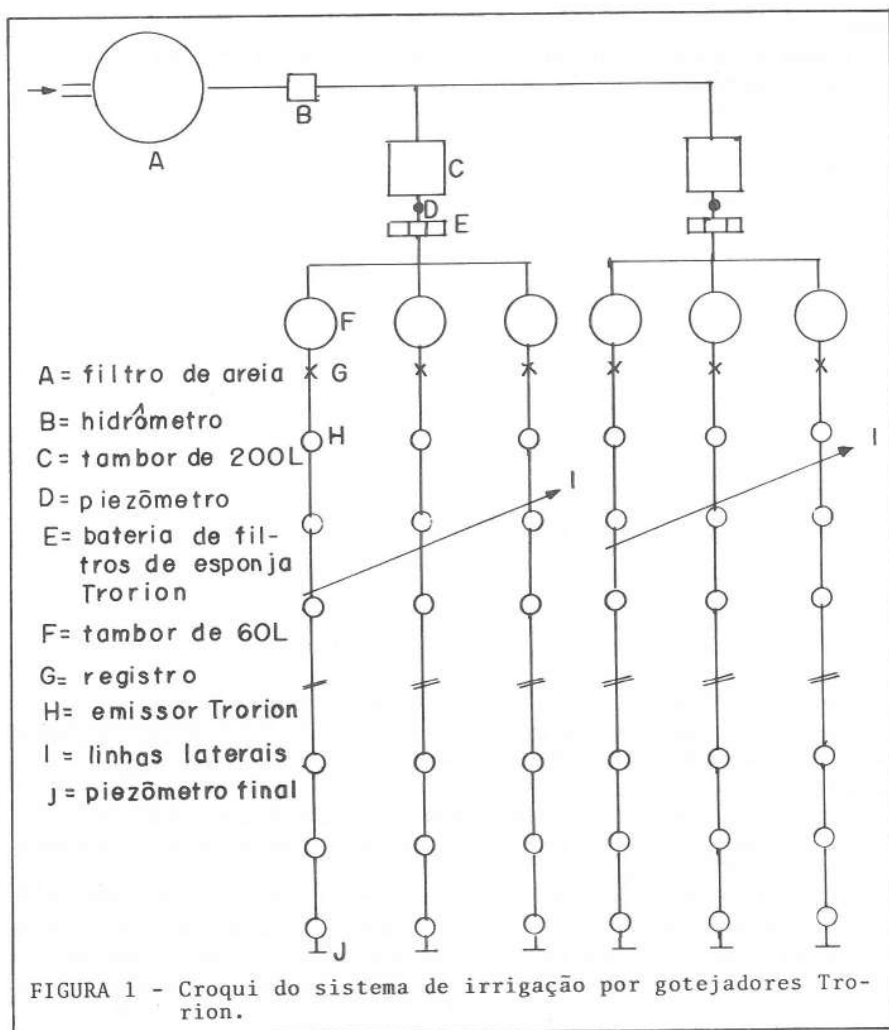 A
B
C
D
E
F
G
H
I
I
J
A= filtro de areia
B= hidrômetro
C= tambor de 200L
D= piezômetro
E= bateria de fil-
tros de esponja
Trorion
F= tambor de 60L
G= registro
H= emissor Trorion
I = linhas laterais
J= piezômetro final
FIGURA 1 - Croqui do sistema de irrigação por gotejadores Tro-
rion.